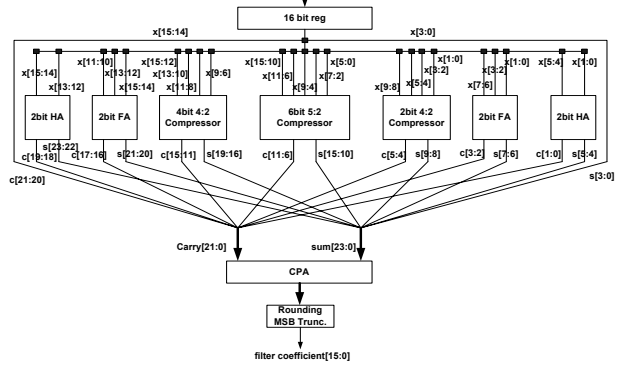 16 bit reg
x[15:14]
x[3:0]
x[15:14]
x[13:12]
x[11:10]
x[13:12]
x[15:14]
x[15:12]
x[13:10]
x[11:8]
x[9:6]
x[15:10]
x[11:6]
x[9:4]
x[7:2]
x[5:0]
x[9:8]
x[5:4]
x[3:2]
x[1:0]
x[7:6]
x[3:2]
x[1:0]
x[5:4]
x[1:0]
2bit HA
2bit FA
4bit 4:2
Compressor
6bit 5:2
Compressor
2bit 4:2
Compressor
2bit FA
2bit HA
s[23:22]
c[19:18]
c[17:16]
s[21:20]
c[15:11]
s[19:16]
c[11:6]
s[15:10]
c[5:4]
s[9:8]
c[3:2]
s[7:6]
c[1:0]
s[5:4]
c[21:20]
s[3:0]
Carry[21:0]
sum[23:0]
CPA
Rounding
MSB Trunc.
filter coefficient[15:0]